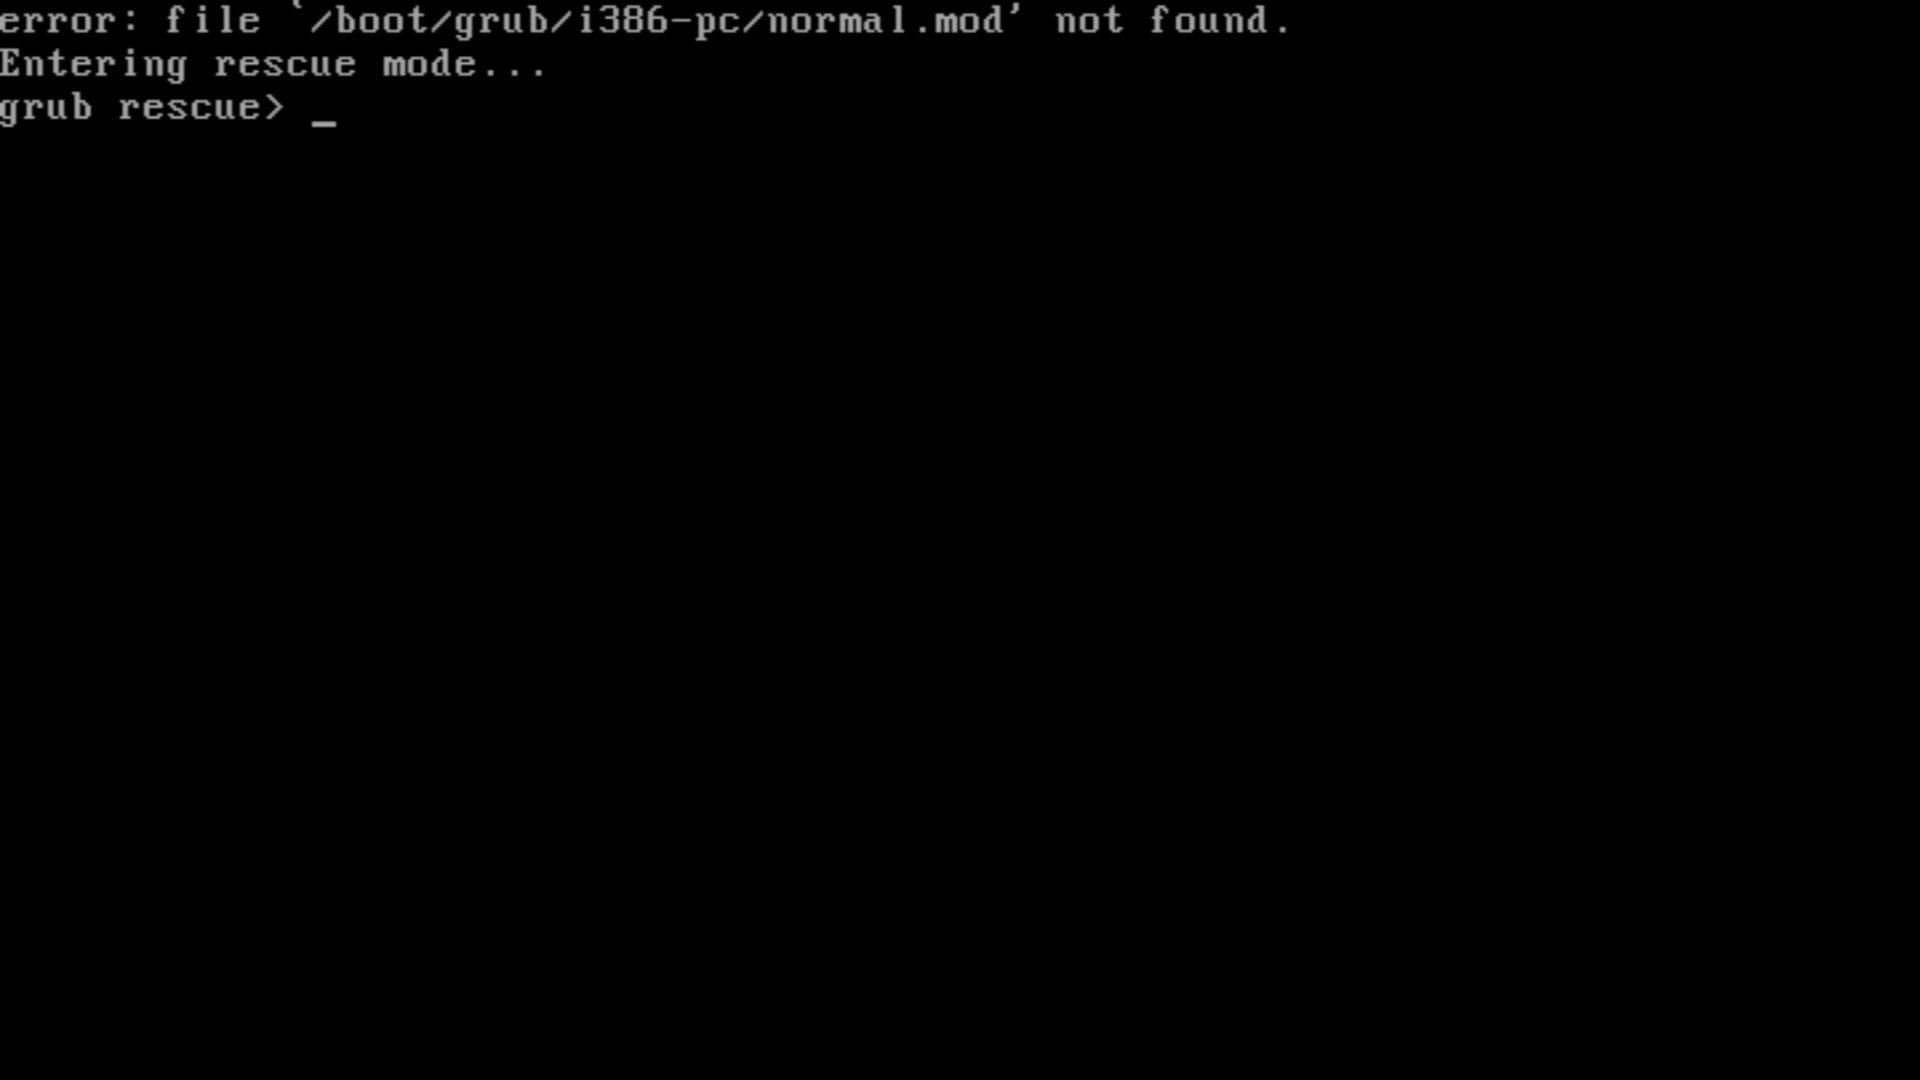 error: file `/boot/grub/i386-pc/normal.mod' not found.
Entering rescue mode...
grub rescue> _